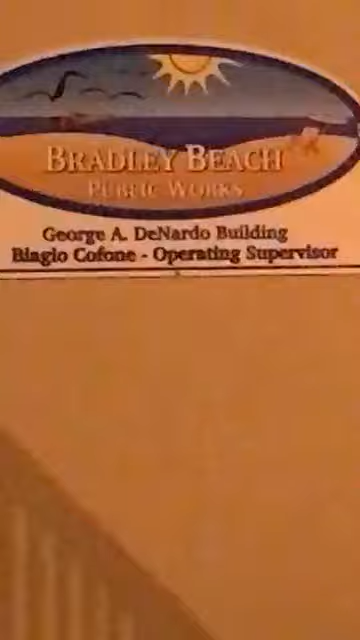 BRADLEY BEACH
PUBLIC WORKS
George A. DeNardo Building
Biagio Cofone - Operating Supervisor